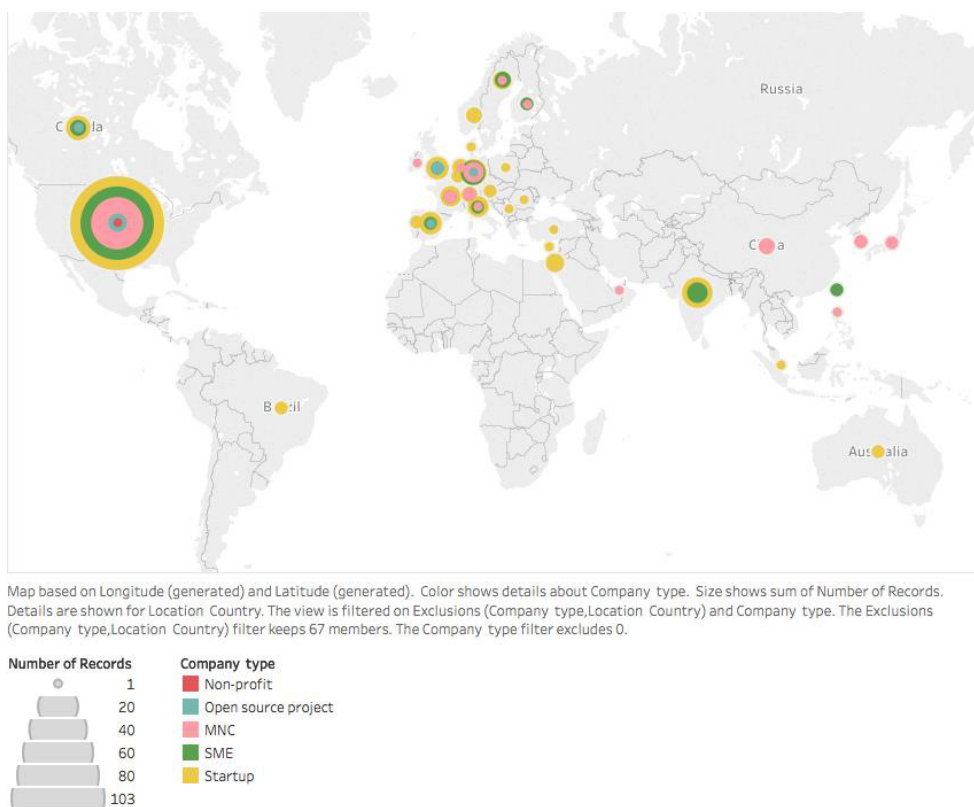 Russia
C da
C a
B il
Aus alia
Map based on Longitude (generated) and Latitude (generated). Color shows details about Company type. Size shows sum of Number of Records.
Details are shown for Location Country. The view is filtered on Exclusions (Company type,Location Country) and Company type. The Exclusions
(Company type,Location Country) filter keeps 67 members. The Company type filter excludes 0.
Number of Records
1
20
40
60
80
103
Company type
Non-profit
Open source project
MNC
SME
Startup